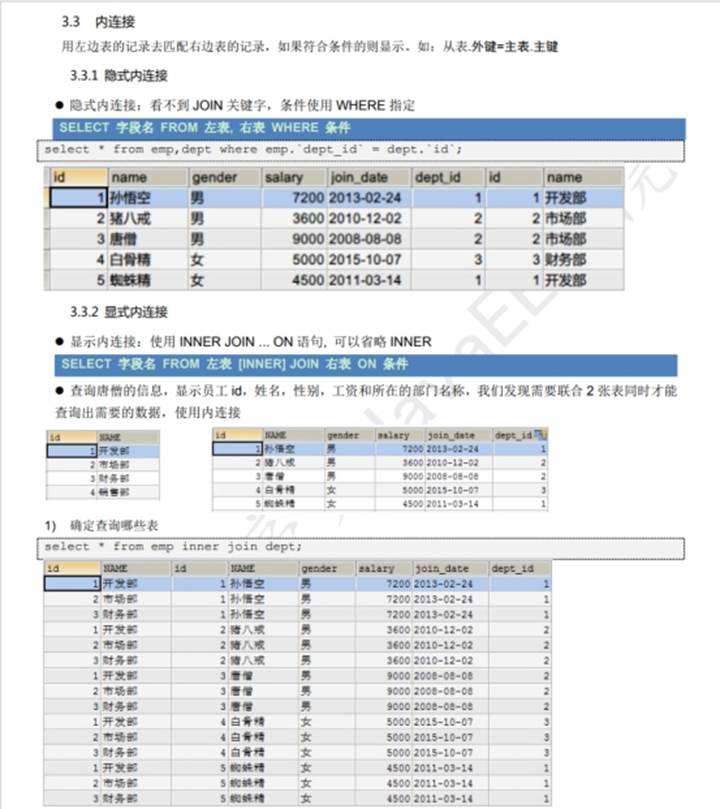 3.3 内连接
用左边表的记录去匹配右边表的记录，如果符合条件的则显示。如：从表.外键=主表.主键
3.3.1 隐式内连接
● 隐式内连接：看不到 JOIN 关键字，条件使用 WHERE 指定
SELECT 字段名 FROM 左表, 右表 WHERE 条件
select * from emp,dept where emp.`dept_id` = dept.`id`;
id name gender salary join_date dept_id id name
1 孙悟空 男 7200 2013-02-24 1 1 开发部
2 猪八戒 男 3600 2010-12-02 2 2 市场部
3 唐僧 男 9000 2008-08-08 2 2 市场部
4 白骨精 女 5000 2015-10-07 3 3 财务部
5 蜘蛛精 女 4500 2011-03-14 1 1 开发部
3.3.2 显式内连接
● 显示内连接：使用 INNER JOIN ... ON 语句, 可以省略 INNER
SELECT 字段名 FROM 左表 [INNER] JOIN 右表 ON 条件
● 查询唐僧的信息，显示员工 id，姓名，性别，工资和所在的部门名称，我们发现需要联合 2 张表同时才能
查询出需要的数据，使用内连接
id NAME
1 开发部
2 市场部
3 财务部
4 销售部
id NAME gender salary join_date dept_id
1 孙悟空 男 7200 2013-02-24 1
2 猪八戒 男 3600 2010-12-02 2
3 唐僧 男 9000 2008-08-08 2
4 白骨精 女 5000 2015-10-07 3
5 蜘蛛精 女 4500 2011-03-14 1
1) 确定查询哪些表
select * from emp inner join dept;
id NAME id NAME gender salary join_date dept_id
1 开发部 1 孙悟空 男 7200 2013-02-24 1
2 市场部 1 孙悟空 男 7200 2013-02-24 1
3 财务部 1 孙悟空 男 7200 2013-02-24 1
1 开发部 2 猪八戒 男 3600 2010-12-02 2
2 市场部 2 猪八戒 男 3600 2010-12-02 2
3 财务部 2 猪八戒 男 3600 2010-12-02 2
1 开发部 3 唐僧 男 9000 2008-08-08 2
2 市场部 3 唐僧 男 9000 2008-08-08 2
3 财务部 3 唐僧 男 9000 2008-08-08 2
1 开发部 4 白骨精 女 5000 2015-10-07 3
2 市场部 4 白骨精 女 5000 2015-10-07 3
3 财务部 4 白骨精 女 5000 2015-10-07 3
1 开发部 5 蜘蛛精 女 4500 2011-03-14 1
2 市场部 5 蜘蛛精 女 4500 2011-03-14 1
3 财务部 5 蜘蛛精 女 4500 2011-03-14 1